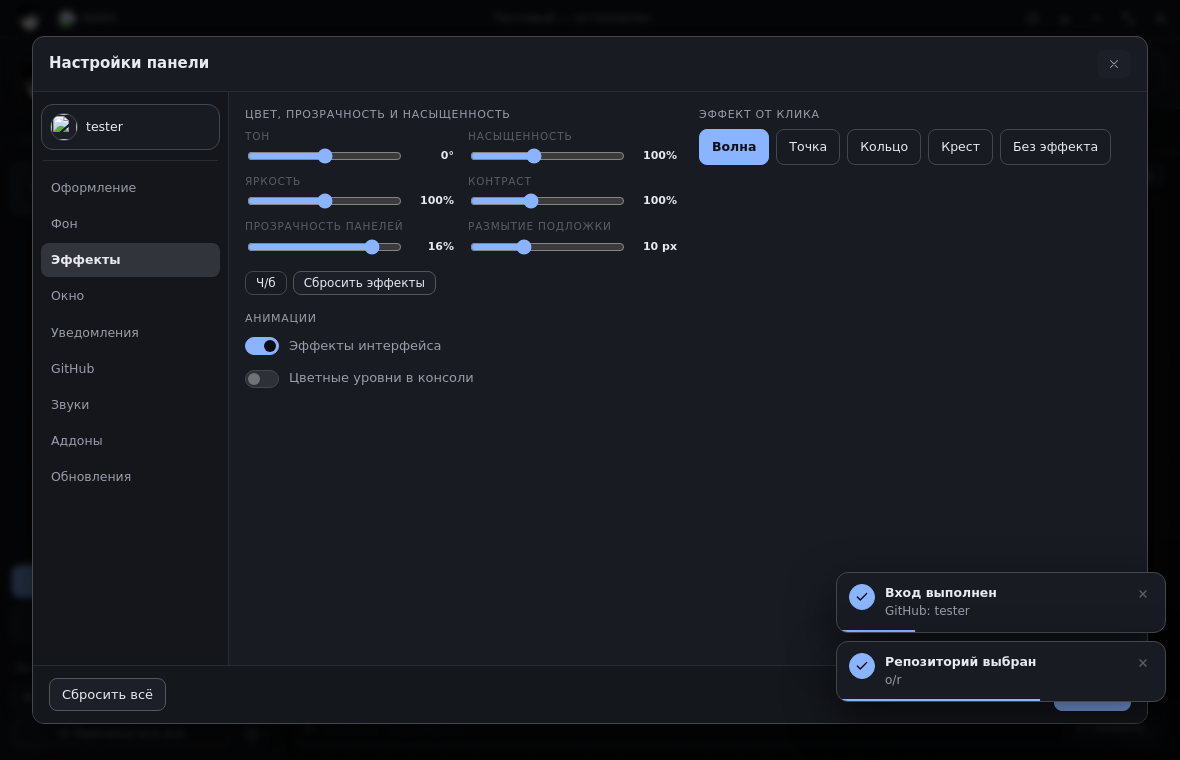 Настройки панели
tester
Оформление
Фон
Эффекты
Окно
Уведомления
GitHub
Звуки
Аддоны
Обновления
ЦВЕТ, ПРОЗРАЧНОСТЬ И НАСЫЩЕННОСТЬ
ТОН
0°
НАСЫЩЕННОСТЬ
100%
ЯРКОСТЬ
100%
КОНТРАСТ
100%
ПРОЗРАЧНОСТЬ ПАНЕЛЕЙ
16%
РАЗМЫТИЕ ПОДЛОЖКИ
10 px
Ч/б
Сбросить эффекты
АНИМАЦИИ
Эффекты интерфейса
Цветные уровни в консоли
ЭФФЕКТ ОТ КЛИКА
Волна
Точка
Кольцо
Крест
Без эффекта
Вход выполнен
GitHub: tester
Репозиторий выбран
o/r
Сбросить всё